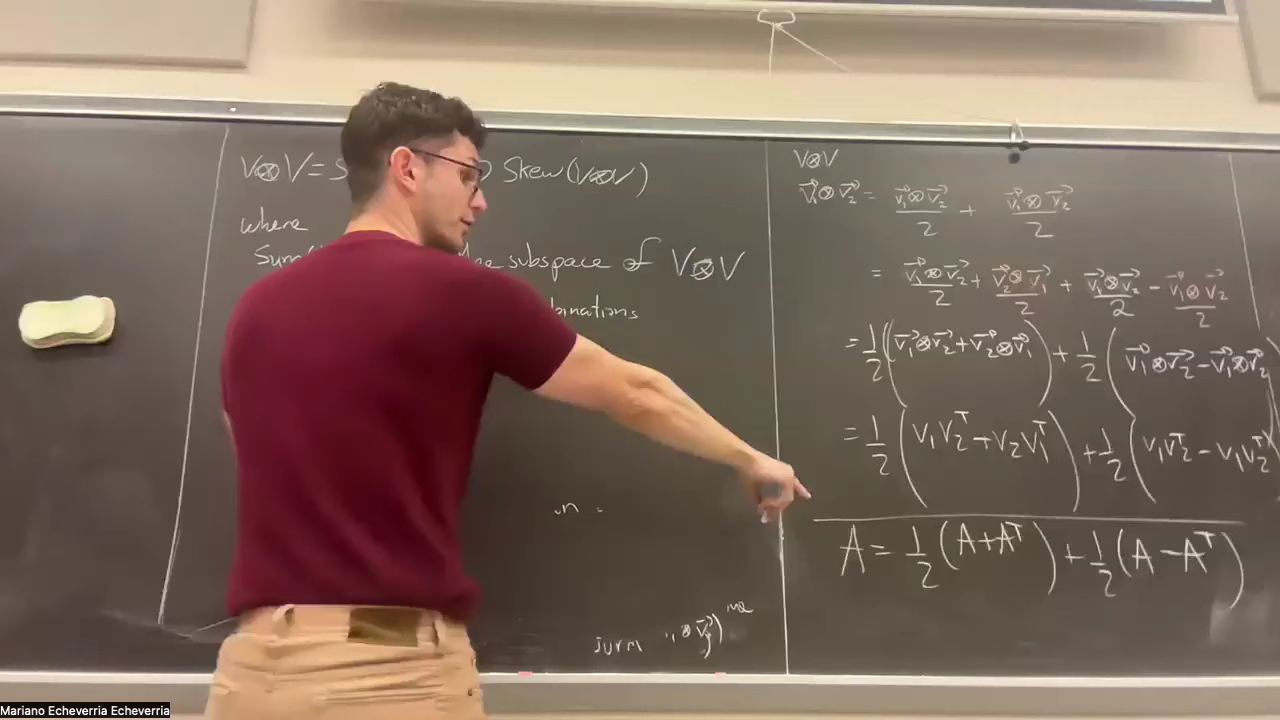 V⊗V = S ⊕ Skew(V⊗V)
where
Sym the subspace of V⊗V
binations
V⊗V
v⃗₁⊗v⃗₂ = v⃗₁⊗v⃗₂/2 + v⃗₁⊗v⃗₂/2
= v⃗₁⊗v⃗₂/2 + v⃗₂⊗v⃗₁/2 + v⃗₁⊗v⃗₂/2 - v⃗₁⊗v⃗₂/2
= 1/2 (v⃗₁⊗v⃗₂ + v⃗₂⊗v⃗₁) + 1/2 (v⃗₁⊗v⃗₂ - v⃗₁⊗v⃗₂
= 1/2 (v₁v₂ᵀ + v₂v₁ᵀ) + 1/2 (v₁v₂ᵀ - v₁v₂ᵀ)
A = 1/2 (A + Aᵀ) + 1/2 (A - Aᵀ)
Mariano Echeverria Echeverria